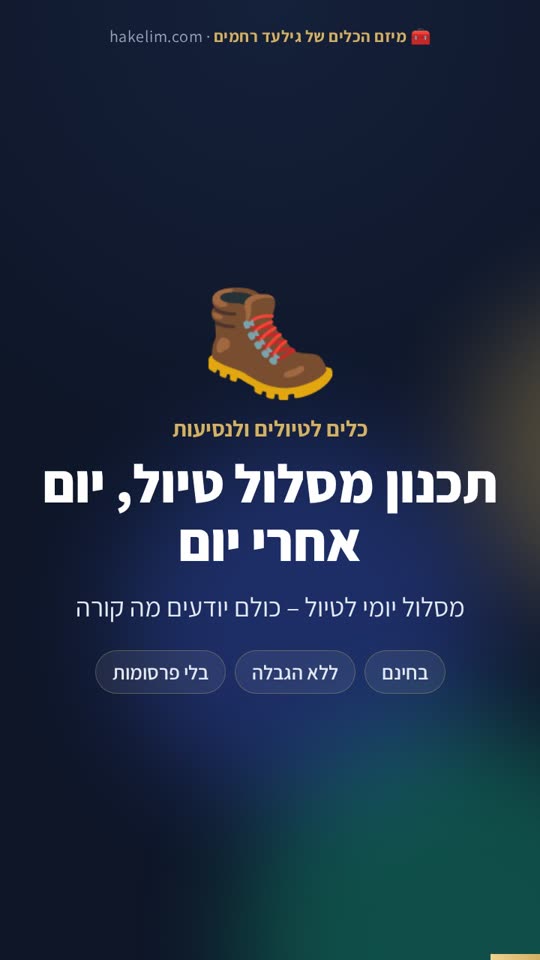 🧰 מיזם הכלים של גילעד רחמים · hakelim.com
כלים לטיולים ולנסיעות
תכנון מסלול טיול, יום
אחרי יום
מסלול יומי לטיול – כולם יודעים מה קורה
בחינם
ללא הגבלה
בלי פרסומות